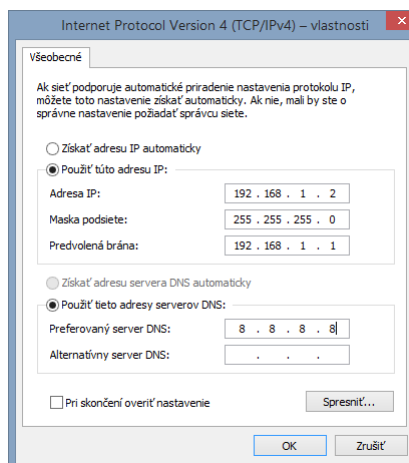 Internet Protocol Version 4 (TCP/IPv4) – vlastnosti
Všeobecné
Ak sieť podporuje automatické priradenie nastavenia protokolu IP,
môžete toto nastavenie získať automaticky. Ak nie, mali by ste o
správne nastavenie požiadať správcu siete.
Získať adresu IP automaticky
Použiť túto adresu IP:
Adresa IP: 192 . 168 . 1 . 2
Maska podsiete: 255 . 255 . 255 . 0
Predvolená brána: 192 . 168 . 1 . 1
Získať adresu servera DNS automaticky
Použiť tieto adresy serverov DNS:
Preferovaný server DNS: 8 . 8 . 8 . 8
Alternatívny server DNS: . . .
Pri skončení overiť nastavenie
Spresniť...
OK Zrušiť